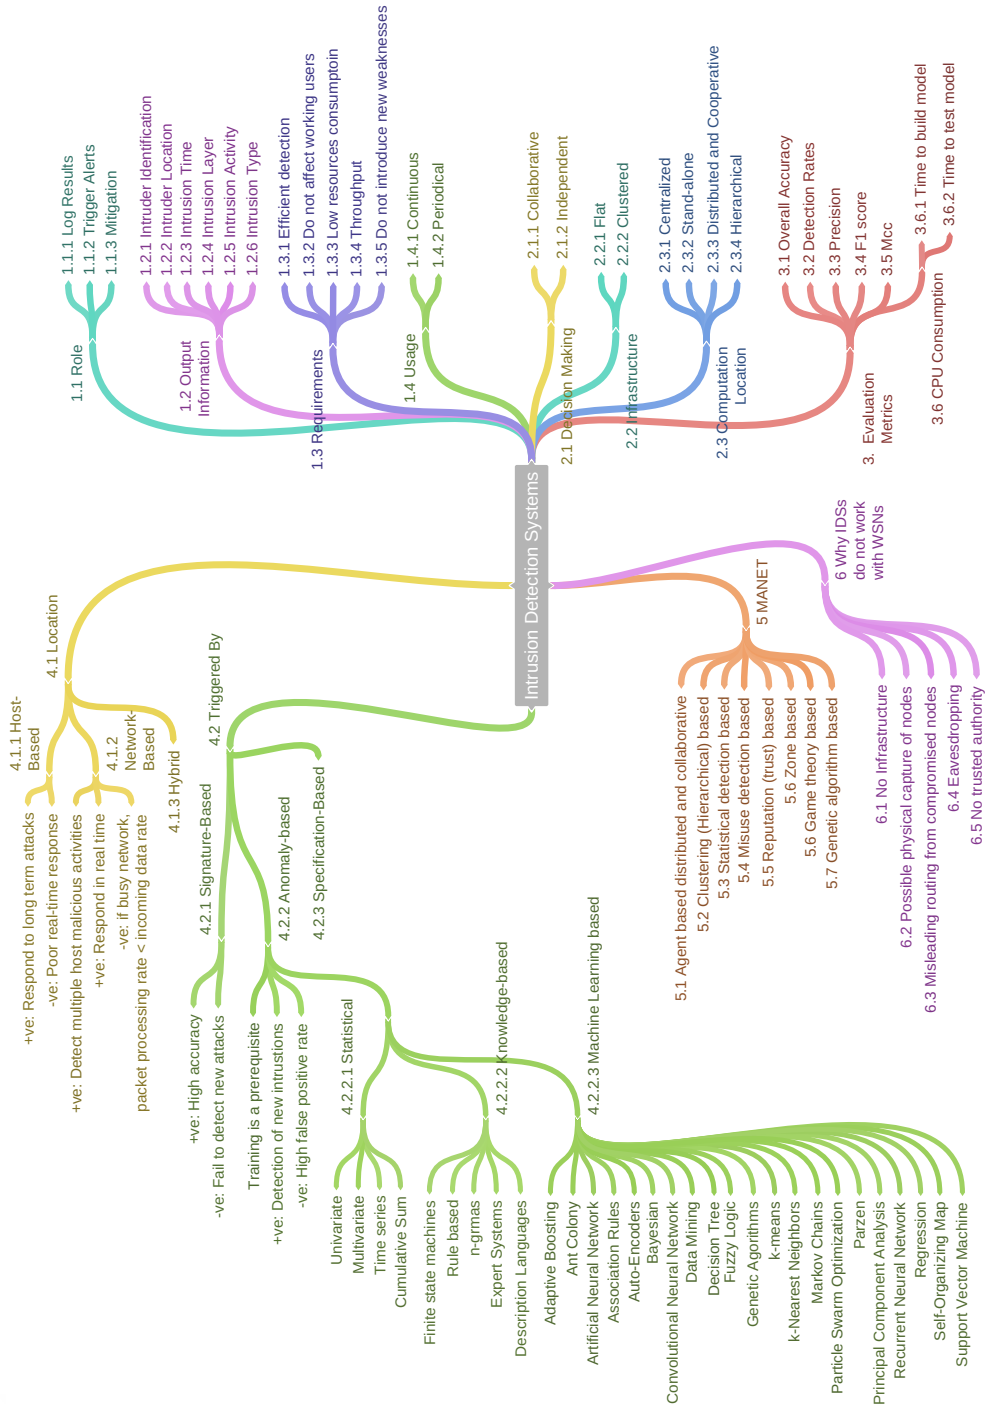 Intrusion Detection Systems
1.1 Role
1.1.1 Log Results
1.1.2 Trigger Alerts
1.1.3 Mitigation
1.2 Output
Information
1.2.1 Intruder Identification
1.2.2 Intruder Location
1.2.3 Intrusion Time
1.2.4 Intrusion Layer
1.2.5 Intrusion Activity
1.2.6 Intrusion Type
1.3 Requirements
1.3.1 Efficient detection
1.3.2 Do not affect working users
1.3.3 Low resources consumptoin
1.3.4 Throughput
1.3.5 Do not introduce new weaknesses
1.4 Usage
1.4.1 Continuous
1.4.2 Periodical
2.1 Decision Making
2.1.1 Collaborative
2.1.2 Independent
2.2 Infrastructure
2.2.1 Flat
2.2.2 Clustered
2.3 Computation
Location
2.3.1 Centralized
2.3.2 Stand-alone
2.3.3 Distributed and Cooperative
2.3.4 Hierarchical
3. Evaluation
Metrics
3.1 Overall Accuracy
3.2 Detection Rates
3.3 Precision
3.4 F1 score
3.5 Mcc
3.6 CPU Consumption
3.6.1 Time to build model
3.6.2 Time to test model
4.1 Location
4.1.1 Host-
Based
+ve: Respond to long term attacks
-ve: Poor real-time response
4.1.2
Network-
Based
+ve: Detect multiple host malicious activities
+ve: Respond in real time
-ve: if busy network,
packet processing rate < incoming data rate
4.1.3 Hybrid
4.2 Triggered By
4.2.1 Signature-Based
+ve: High accuracy
-ve: Fail to detect new attacks
4.2.2 Anomaly-based
Training is a prerequisite
+ve: Detection of new intrustions
-ve: High false positive rate
4.2.2.1 Statistical
Univariate
Multivariate
Time series
Cumulative Sum
4.2.2.2 Knowledge-based
Finite state machines
Rule based
n-grmas
Expert Systems
Description Languages
4.2.2.3 Machine Learning based
Adaptive Boosting
Ant Colony
Artificial Neural Network
Association Rules
Auto-Encoders
Bayesian
Convolutional Neural Network
Data Mining
Decision Tree
Fuzzy Logic
Genetic Agorithms
k-means
k-Nearest Neighbors
Markov Chains
Particle Swarm Optimization
Parzen
Principal Component Analysis
Recurrent Neural Network
Regression
Self-Organizing Map
Support Vector Machine
4.2.3 Specification-Based
5 MANET
5.1 Agent based distributed and collaborative
5.2 Clustering (Hierarchical) based
5.3 Statistical detection based
5.4 Misuse detection based
5.5 Reputation (trust) based
5.6 Zone based
5.6 Game theory based
5.7 Genetic algorithm based
6 Why IDSs
do not work
with WSNs
6.1 No Infrastructure
6.2 Possible physical capture of nodes
6.3 Misleading routing from compromised nodes
6.4 Eavesdropping
6.5 No trusted authority